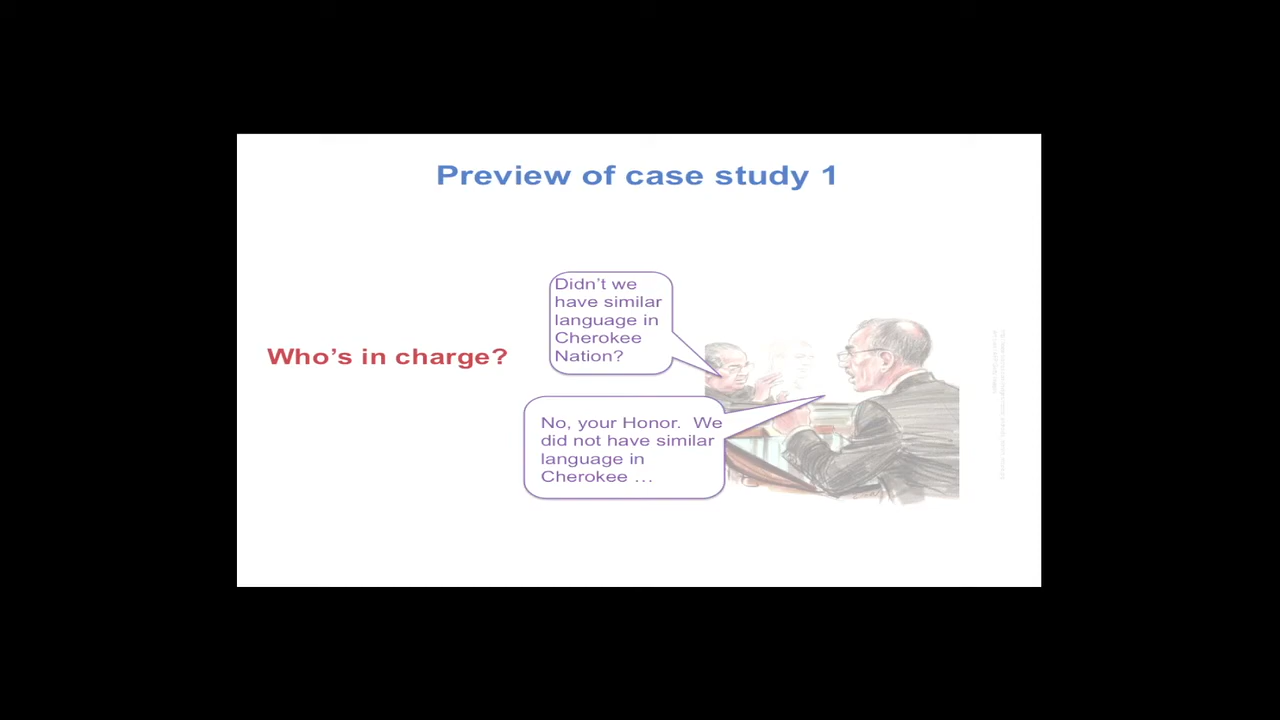 Preview of case study 1
Didn't we
have similar
language in
Cherokee
Nation?
Who's in charge?
No, your Honor.  We
did not have similar
language in
Cherokee …